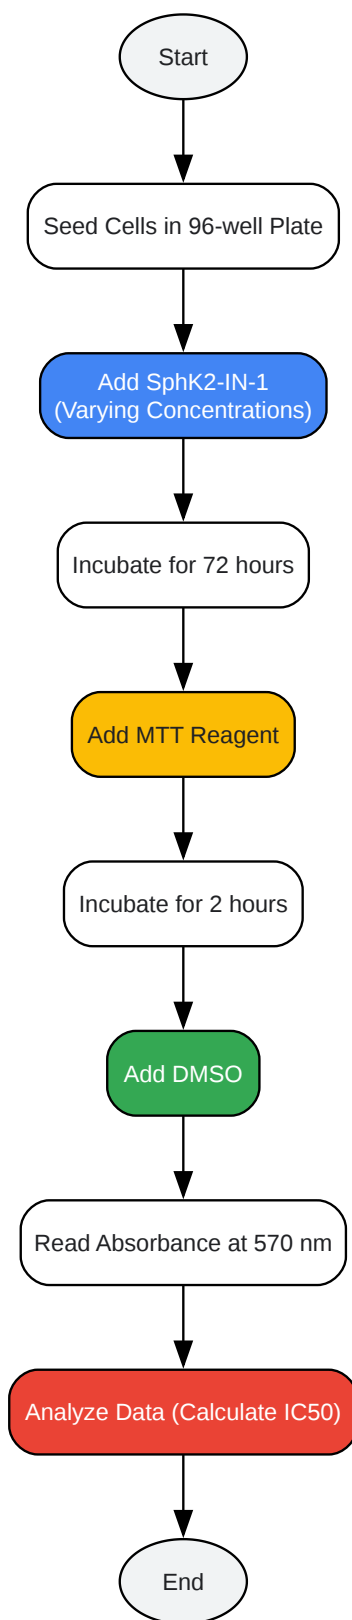 Start
Seed Cells in 96-well Plate
Add SphK2-IN-1
(Varying Concentrations)
Incubate for 72 hours
Add MTT Reagent
Incubate for 2 hours
Add DMSO
Read Absorbance at 570 nm
Analyze Data (Calculate IC50)
End